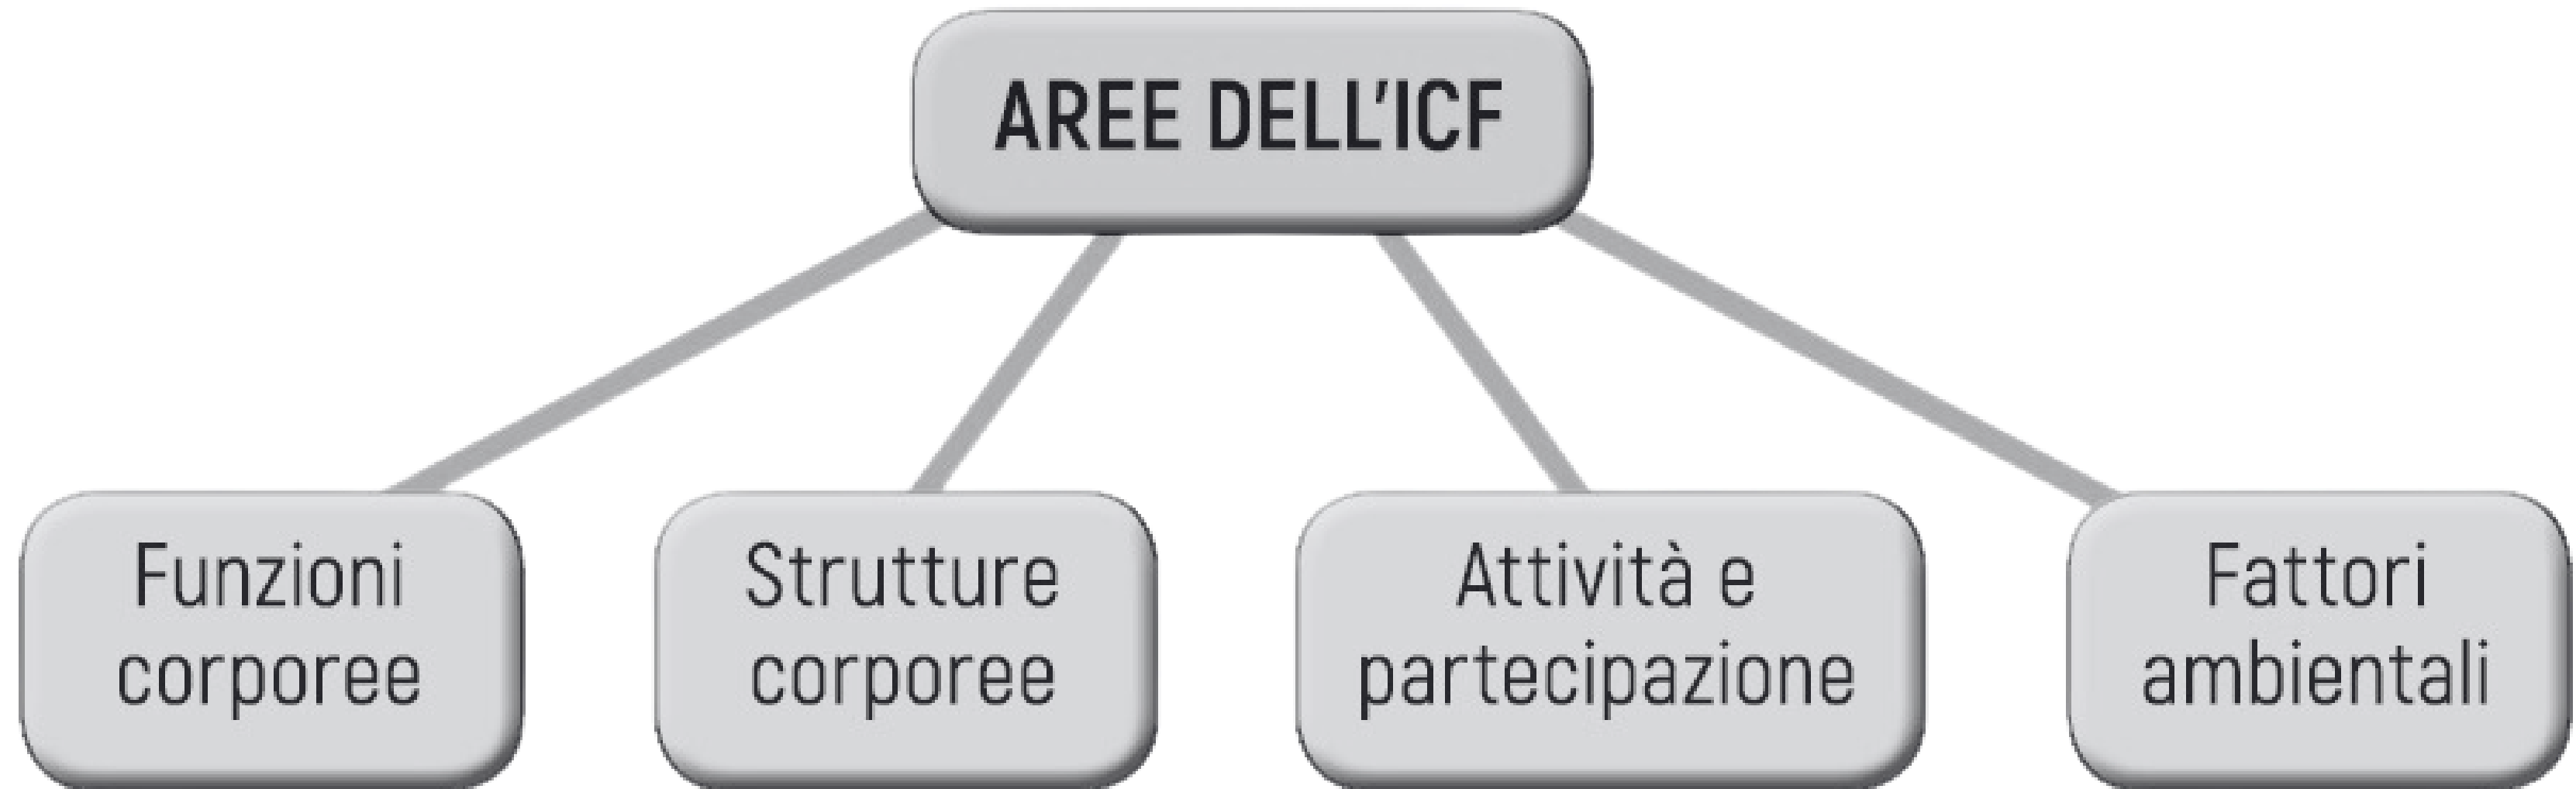 AREE DELL'ICF
Funzioni
corporee
Strutture
corporee
Attività e
partecipazione
Fattori
ambientali